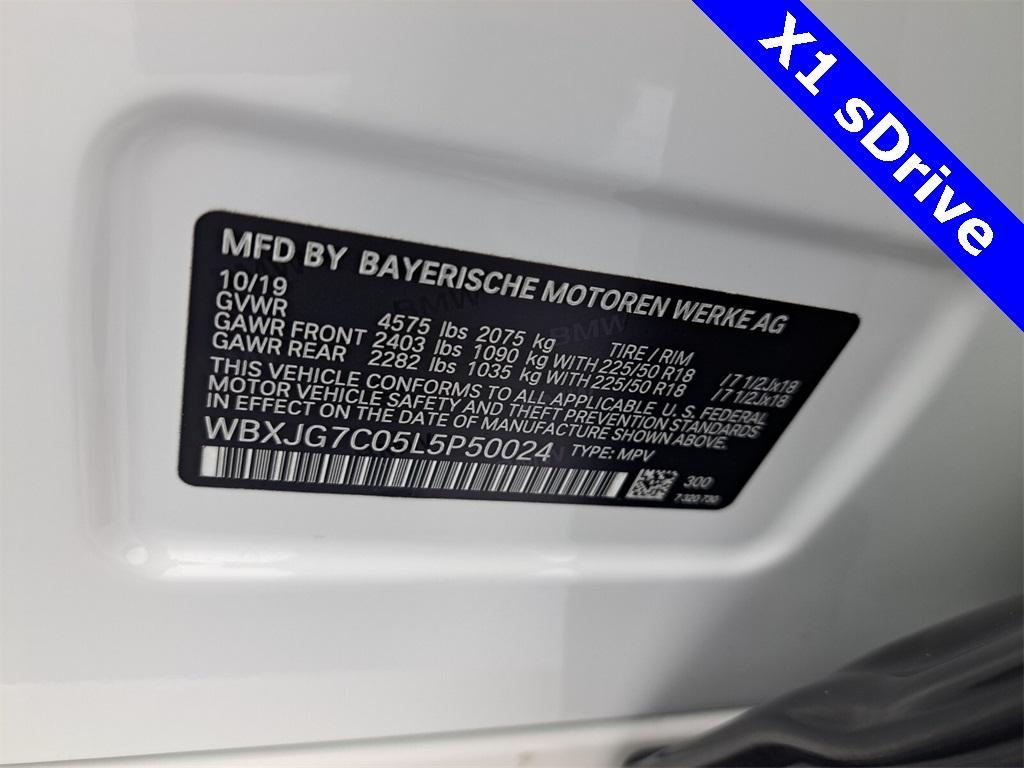 X1 sDrive
MFD BY BAYERISCHE MOTOREN WERKE AG
10/19
GVWR 4575 lbs 2075 kg TIRE / RIM
GAWR FRONT 2403 lbs 1090 kg WITH 225/50 R18 /7 1/2Jx18
GAWR REAR 2282 lbs 1035 kg WITH 225/50 R18 /7 1/2Jx18
THIS VEHICLE CONFORMS TO ALL APPLICABLE U.S. FEDERAL
MOTOR VEHICLE SAFETY AND THEFT PREVENTION STANDARDS
IN EFFECT ON THE DATE OF MANUFACTURE SHOWN ABOVE.
WBXJG7C05L5P50024 TYPE: MPV
300
7 320 730